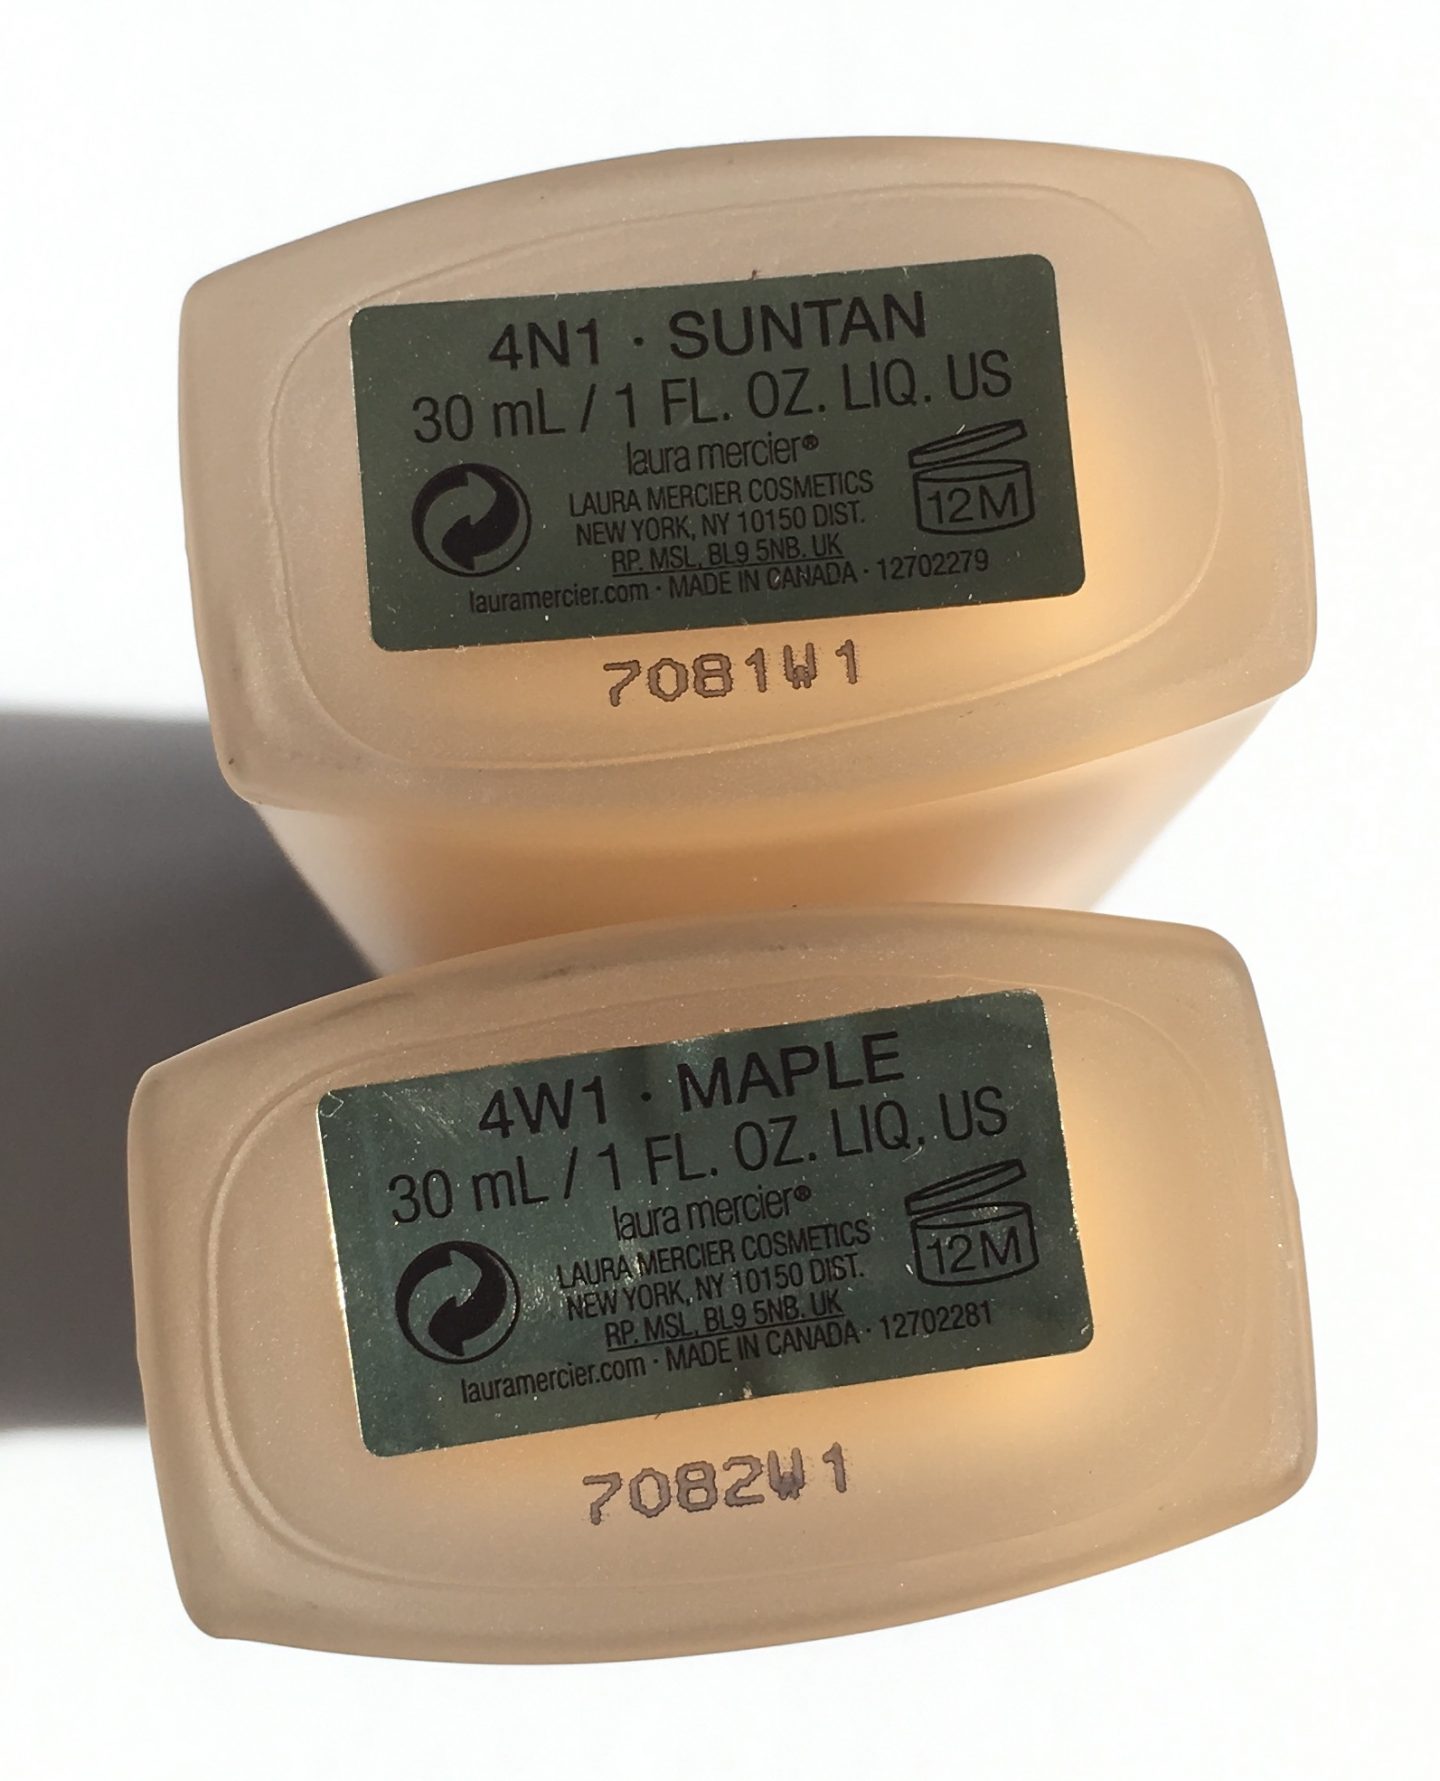 4N1 · SUNTAN
30 mL / 1 FL. OZ. LIQ. US
laura mercier®
LAURA MERCIER COSMETICS
NEW YORK, NY 10150 DIST.
RP. MSL, BL9 5NB. UK
lauramercier.com · MADE IN CANADA · 12702279
12M
7081W1
4W1 · MAPLE
30 mL / 1 FL. OZ. LIQ. US
laura mercier®
LAURA MERCIER COSMETICS
NEW YORK, NY 10150 DIST.
RP. MSL, BL9 5NB. UK
lauramercier.com · MADE IN CANADA · 12702281
12M
7082W1